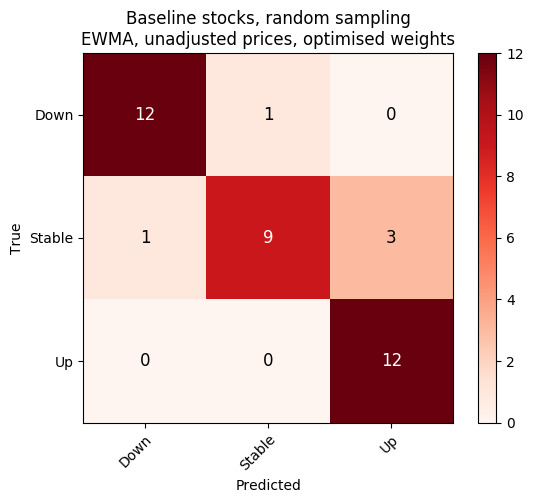 Baseline stocks, random sampling
EWMA, unadjusted prices, optimised weights
12
Down 12 1 0
10
8
True
Stable 1 9 3
6
4
Up 0 0 12
2
0
Down Stable Up
Predicted